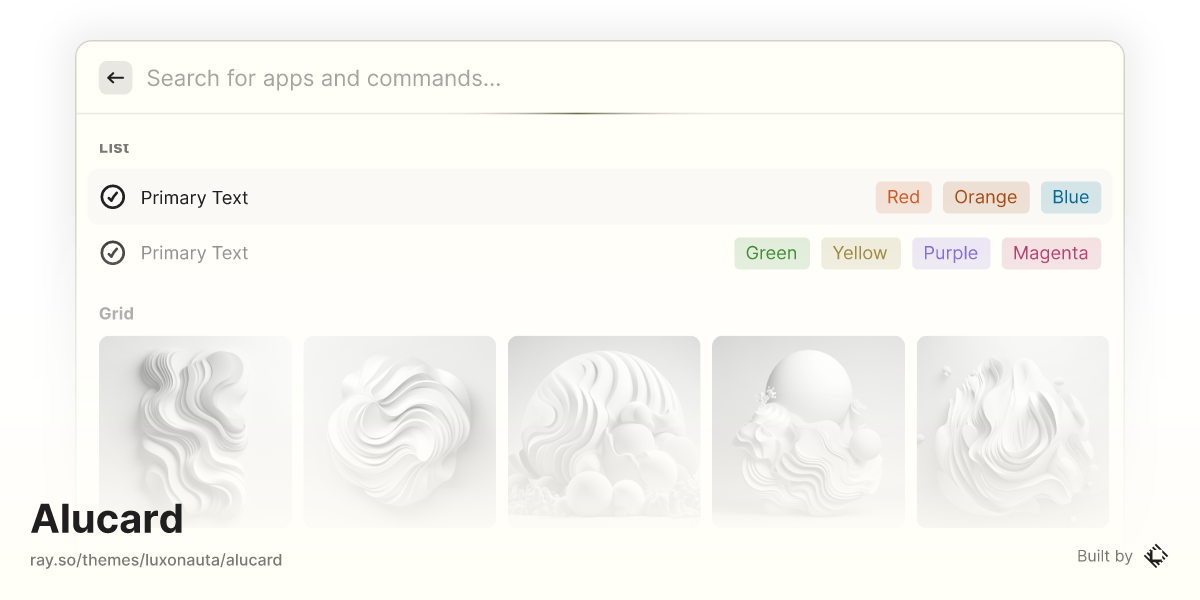 Search for apps and commands...
List
Primary Text
Red Orange Blue
Primary Text
Green Yellow Purple Magenta
Grid
Alucard
ray.so/themes/luxonauta/alucard
Built by